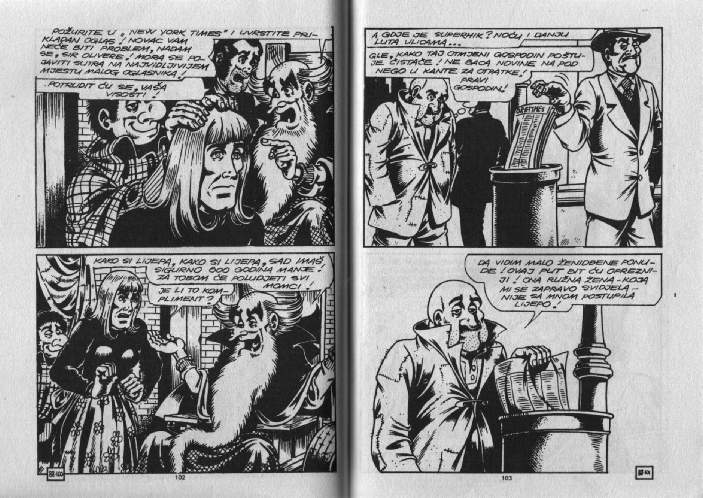 POŽURITE U „NEW YORK TIMES" I UVRSTITE PRI-
KLADAN OGLAS! NOVAC VAM
NEĆE BITI PROBLEM, NADAM
SE, SIR OLIVERE! MORA SE PO-
JAVITI SUTRA NA NAJVIDLJIVIJEM
MJESTU MALOG OGLASNIKA!
POTRUDIT ĆU SE, VAŠA
VISOSTI!
KAKO SI LIJEPA, KAKO SI LIJEPA, SAD IMAŠ
SIGURNO 600 GODINA MANJE!
ZA TOBOM ĆE POLUDJETI SVI
MOMCI!
JE LI TO KOM-
PLIMENT?
102
A GDJE JE SUPERHIK? NOĆU I DANJU
LUTA ULICAMA...
GLE, KAKO TAJ OTMJENI GOSPODIN POŠTU-
JE ČISTAČE! NE BACA NOVINE NA POD
NEGO U KANTE ZA OTPATKE!
PRAVI
GOSPODIN!
TIMES
DA VIDIM MALO ŽENIDBENE PONU-
DE! OVAJ PUT BIT ĆU OPREZNI-
JI! ONA RUŽNA ŽENA - KOJA
MI SE ZAPRAVO SVIDJELA -
NIJE SA MNOM POSTUPILA
LIJEPO!
103